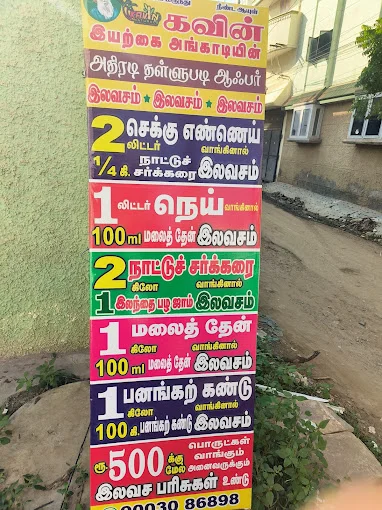 நீண்ட ஆயுள்
கவின்
இயற்கை அங்காடியின்
அதிரடி தள்ளுபடி ஆஃபர்
இலவசம் ★ இலவசம் ★ இலவசம்
2 செக்கு எண்ணெய்
லிட்டர் வாங்கினால்
1/4 கி. நாட்டுச் சர்க்கரை இலவசம்
1 லிட்டர் நெய் வாங்கினால்
100 ml மலைத் தேன் இலவசம்
2 நாட்டுச் சர்க்கரை
கிலோ வாங்கினால்
1 இலந்தை பழ ஜாம் இலவசம்
1 மலைத் தேன்
கிலோ வாங்கினால்
100 ml மலைத் தேன் இலவசம்
1 பனங்கற் கண்டு
கிலோ வாங்கினால்
100 கி. பனங்கற் கண்டு இலவசம்
ரூ.500 க்கு மேல் பொருட்கள் வாங்கும் அனைவருக்கும்
இலவச பரிசுகள் உண்டு
86898